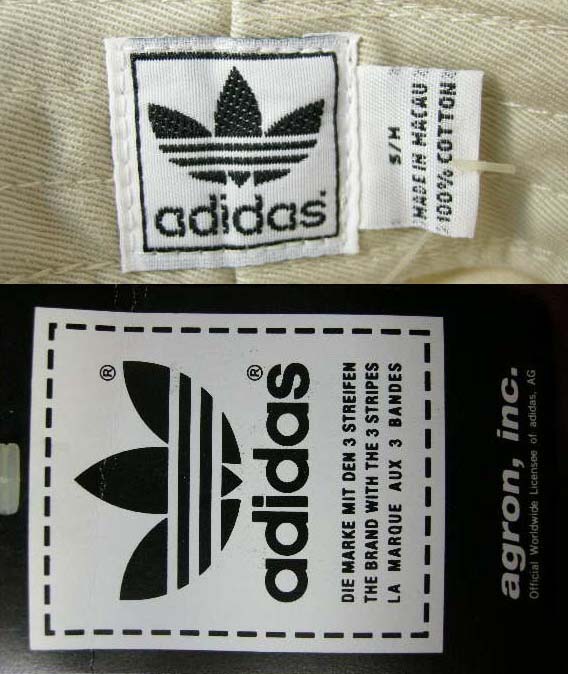 adidas
S/M
MADE IN MACAU
100% COTTON
®
adidas®
DIE MARKE MIT DEN 3 STREIFEN
THE BRAND WITH THE 3 STRIPES
LA MARQUE AUX 3 BANDES
agron, inc.
Official Worldwide Licensee of adidas, AG